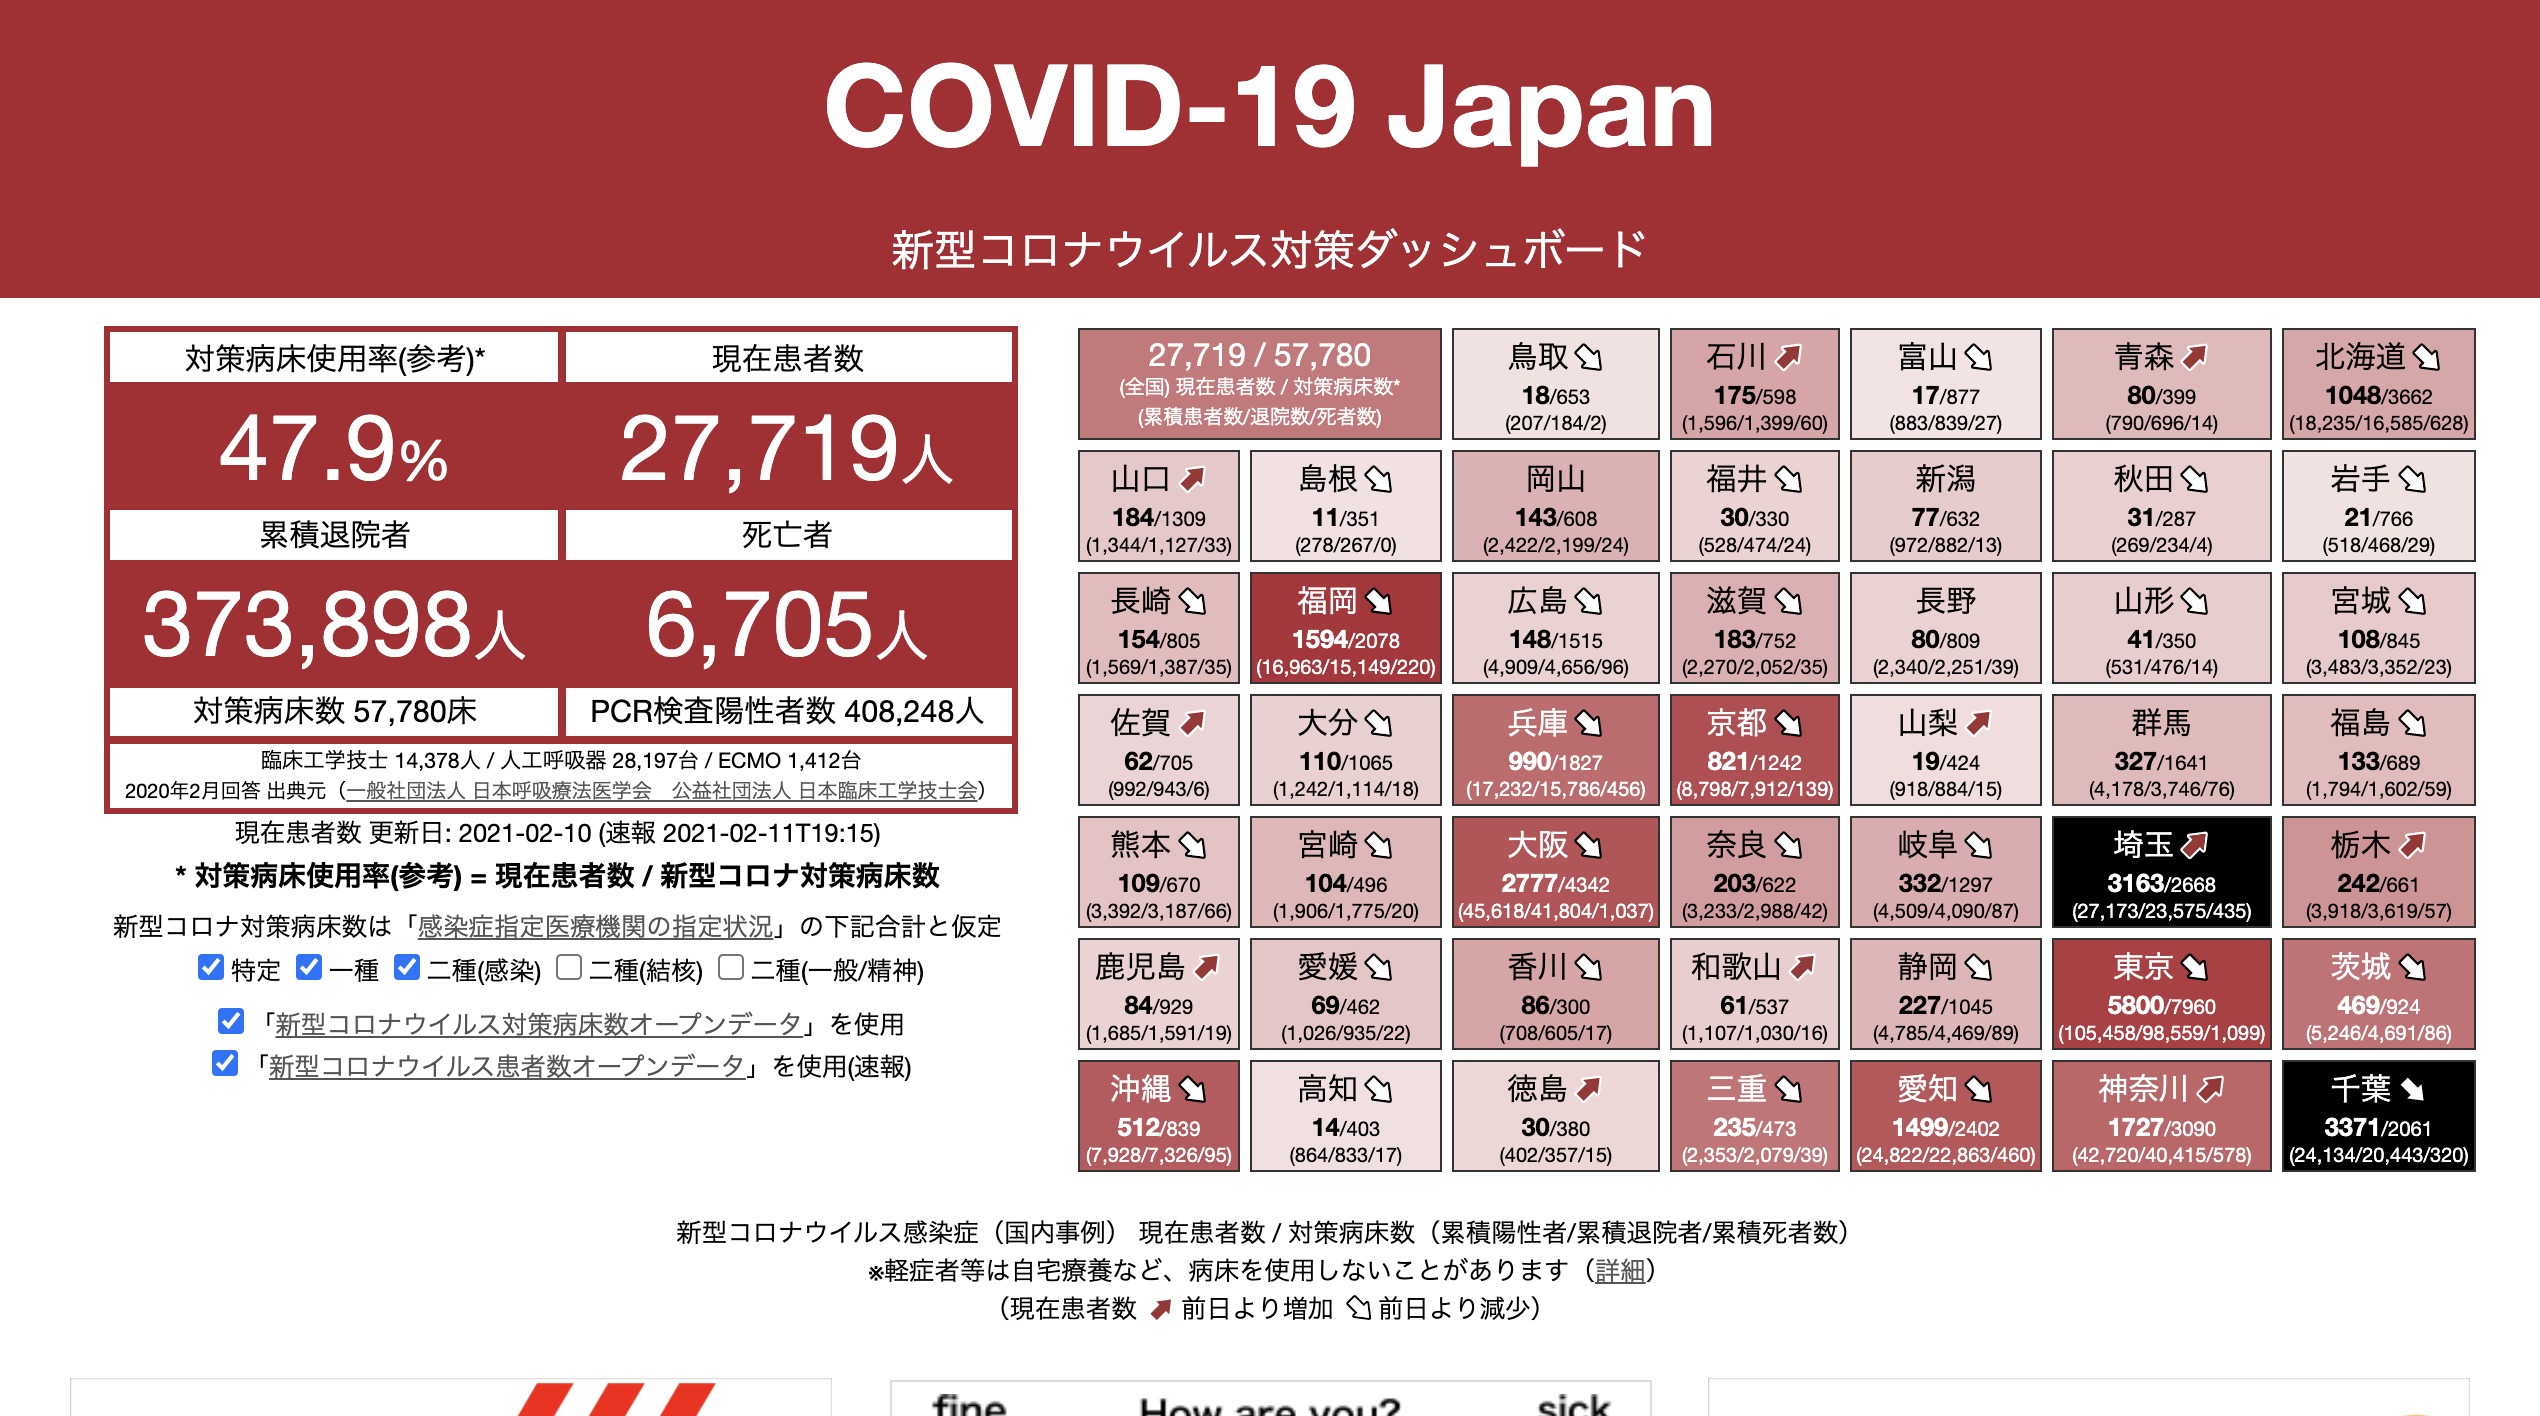 COVID-19 Japan
新型コロナウイルス対策ダッシュボード
対策病床使用率(参考)*
現在患者数
47.9%
27,719人
累積退院者
死亡者
373,898人
6,705人
対策病床数 57,780床
PCR検査陽性者数 408,248人
臨床工学技士 14,378人 / 人工呼吸器 28,197台 / ECMO 1,412台
2020年2月回答 出典元（一般社団法人 日本呼吸療法医学会　公益社団法人 日本臨床工学技士会）
現在患者数 更新日: 2021-02-10 (速報 2021-02-11T19:15)
* 対策病床使用率(参考) = 現在患者数 / 新型コロナ対策病床数
新型コロナ対策病床数は「感染症指定医療機関の指定状況」の下記合計と仮定
特定 一種 二種(感染) 二種(結核) 二種(一般/精神)
「新型コロナウイルス対策病床数オープンデータ」を使用
「新型コロナウイルス患者数オープンデータ」を使用(速報)
27,719 / 57,780
(全国) 現在患者数 / 対策病床数*
(累積患者数/退院数/死者数)
鳥取
18/653
(207/184/2)
石川
175/598
(1,596/1,399/60)
富山
17/877
(883/839/27)
青森
80/399
(790/696/14)
北海道
1048/3662
(18,235/16,585/628)
山口
184/1309
(1,344/1,127/33)
島根
11/351
(278/267/0)
岡山
143/608
(2,422/2,199/24)
福井
30/330
(528/474/24)
新潟
77/632
(972/882/13)
秋田
31/287
(269/234/4)
岩手
21/766
(518/468/29)
長崎
154/805
(1,569/1,387/35)
福岡
1594/2078
(16,963/15,149/220)
広島
148/1515
(4,909/4,656/96)
滋賀
183/752
(2,270/2,052/35)
長野
80/809
(2,340/2,251/39)
山形
41/350
(531/476/14)
宮城
108/845
(3,483/3,352/23)
佐賀
62/705
(992/943/6)
大分
110/1065
(1,242/1,114/18)
兵庫
990/1827
(17,232/15,786/456)
京都
821/1242
(8,798/7,912/139)
山梨
19/424
(918/884/15)
群馬
327/1641
(4,178/3,746/76)
福島
133/689
(1,794/1,602/59)
熊本
109/670
(3,392/3,187/66)
宮崎
104/496
(1,906/1,775/20)
大阪
2777/4342
(45,618/41,804/1,037)
奈良
203/622
(3,233/2,988/42)
岐阜
332/1297
(4,509/4,090/87)
埼玉
3163/2668
(27,173/23,575/435)
栃木
242/661
(3,918/3,619/57)
鹿児島
84/929
(1,685/1,591/19)
愛媛
69/462
(1,026/935/22)
香川
86/300
(708/605/17)
和歌山
61/537
(1,107/1,030/16)
静岡
227/1045
(4,785/4,469/89)
東京
5800/7960
(105,458/98,559/1,099)
茨城
469/924
(5,246/4,691/86)
沖縄
512/839
(7,928/7,326/95)
高知
14/403
(864/833/17)
徳島
30/380
(402/357/15)
三重
235/473
(2,353/2,079/39)
愛知
1499/2402
(24,822/22,863/460)
神奈川
1727/3090
(42,720/40,415/578)
千葉
3371/2061
(24,134/20,443/320)
新型コロナウイルス感染症（国内事例） 現在患者数 / 対策病床数（累積陽性者/累積退院者/累積死者数）
※軽症者等は自宅療養など、病床を使用しないことがあります（詳細）
（現在患者数 前日より増加 前日より減少）
fine How are you? sick